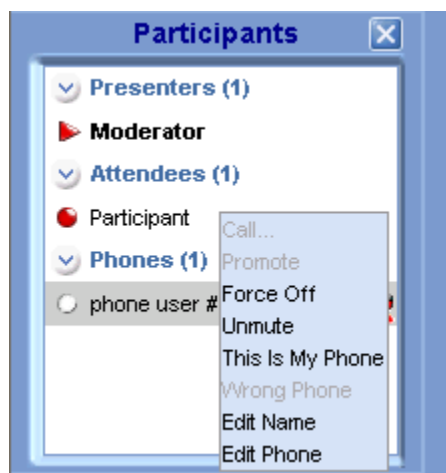 Participants
Presenters (1)
Moderator
Attendees (1)
Participant
Phones (1)
phone user #
Call...
Promote
Force Off
Unmute
This Is My Phone
Wrong Phone
Edit Name
Edit Phone